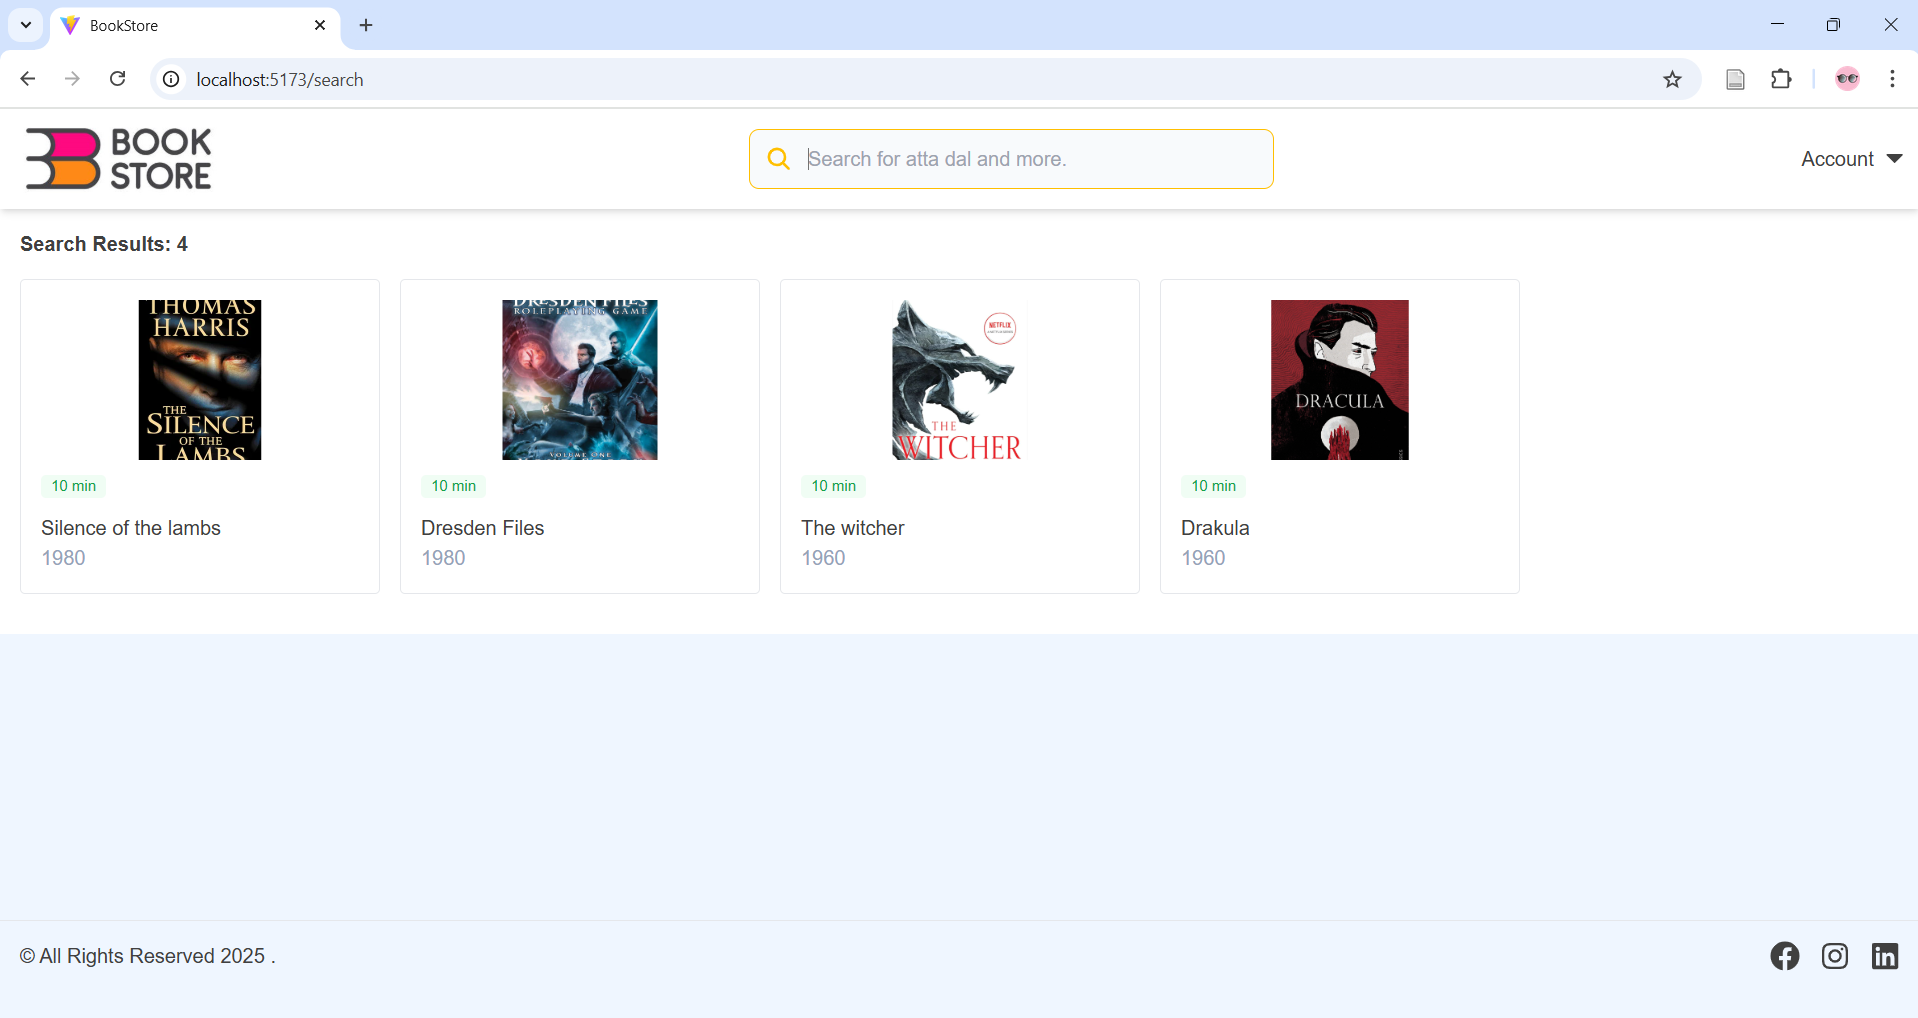 BookStore
localhost:5173/search
BOOK
STORE
Search for atta dal and more.
Account
Search Results: 4
THOMAS
HARRIS
THE
SILENCE
OF THE
LAMBS
10 min
Silence of the lambs
1980
DRESDEN FILES
ROLEPLAYING GAME
VOLUME ONE
10 min
Dresden Files
1980
NETFLIX
THE
WITCHER
10 min
The witcher
1960
DRACULA
10 min
Drakula
1960
© All Rights Reserved 2025 .